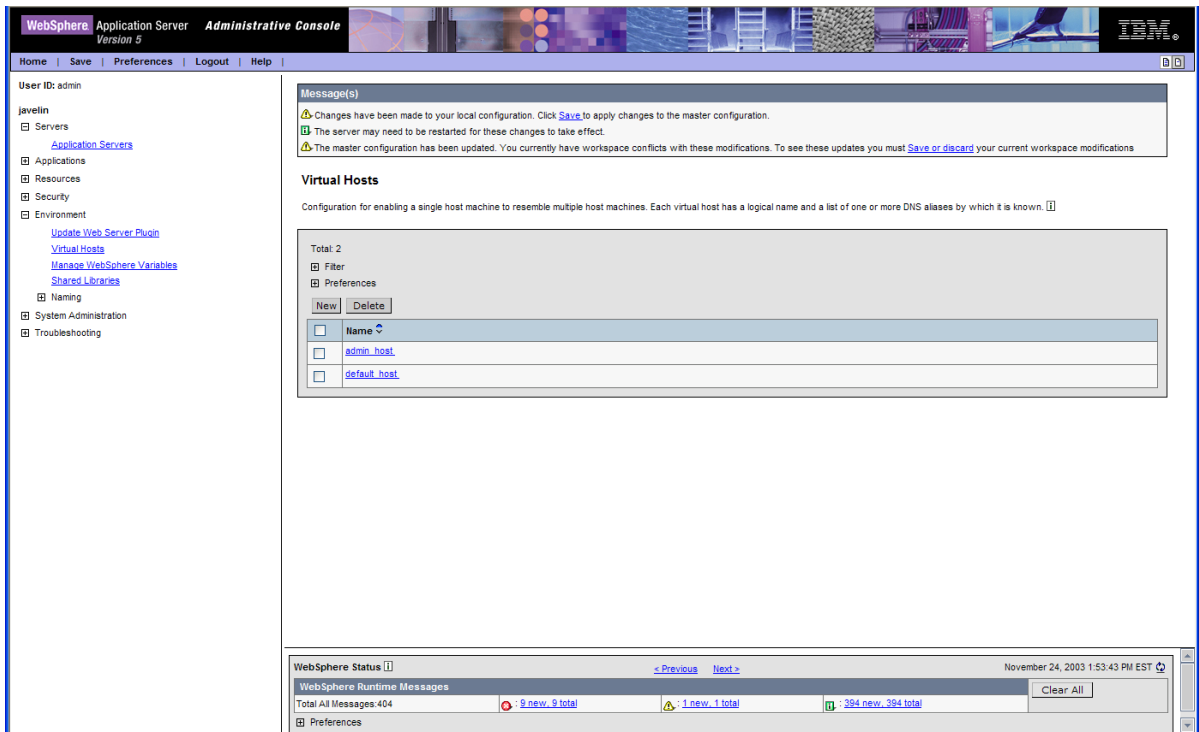 WebSphere Application Server Administrative Console
Version 5
IBM
Home | Save | Preferences | Logout | Help |
User ID: admin
javelin
Servers
Application Servers
Applications
Resources
Security
Environment
Update Web Server Plugin
Virtual Hosts
Manage WebSphere Variables
Shared Libraries
Naming
System Administration
Troubleshooting
Message(s)
Changes have been made to your local configuration. Click Save to apply changes to the master configuration.
The server may need to be restarted for these changes to take effect.
The master configuration has been updated. You currently have workspace conflicts with these modifications. To see these updates you must Save or discard your current workspace modifications
Virtual Hosts
Configuration for enabling a single host machine to resemble multiple host machines. Each virtual host has a logical name and a list of one or more DNS aliases by which it is known. i
Total: 2
Filter
Preferences
New Delete
Name
admin_host
default_host
WebSphere Status i < Previous Next > November 24, 2003 1:53:43 PM EST
WebSphere Runtime Messages
Clear All
Total All Messages:404 : 9 new, 9 total : 1 new, 1 total : 394 new, 394 total
Preferences